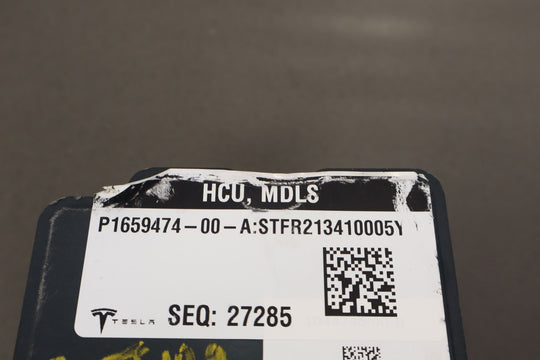 HCU, MDLS
P1659474-00-A:STFR213410005Y
TESLA SEQ: 27285